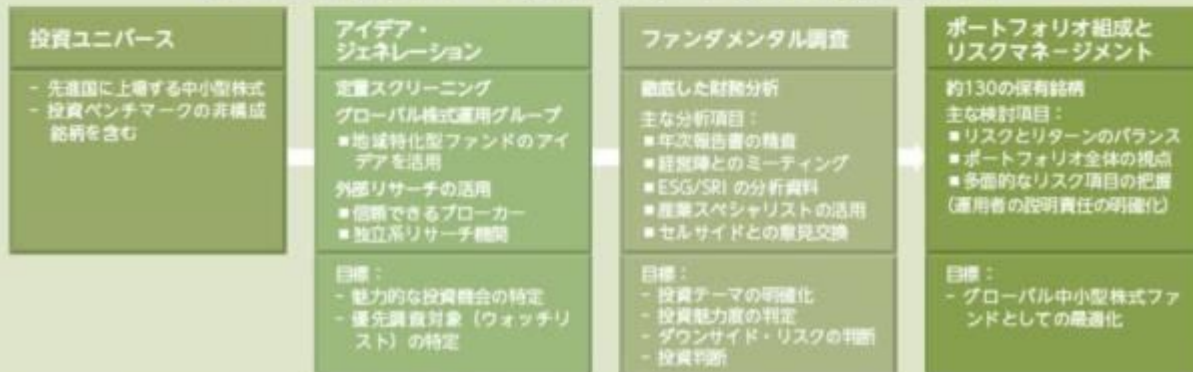 投資ユニバース
- 先進国に上場する中小型株式
- 投資ベンチマークの非構成
銘柄を含む
アイデア・
ジェネレーション
定量スクリーニング
グローバル株式運用グループ
■地域特化型ファンドのアイ
デアを活用
外部リサーチの活用
■信頼できるブローカー
■独立系リサーチ機関
目標：
- 魅力的な投資機会の特定
- 優先調査対象（ウォッチリ
スト）の特定
ファンダメンタル調査
徹底した財務分析
主な分析項目：
■年次報告書の精査
■経営陣とのミーティング
■ESG/SRI の分析資料
■産業スペシャリストの活用
■セルサイドとの意見交換
目標：
- 投資テーマの明確化
- 投資魅力度の判定
- ダウンサイド・リスクの判断
- 投資判断
ポートフォリオ組成と
リスクマネージメント
約130の保有銘柄
主な検討項目：
■リスクとリターンのバランス
■ポートフォリオ全体の視点
■多面的なリスク項目の把握
（運用者の説明責任の明確化）
目標：
- グローバル中小型株式ファ
ンドとしての最適化